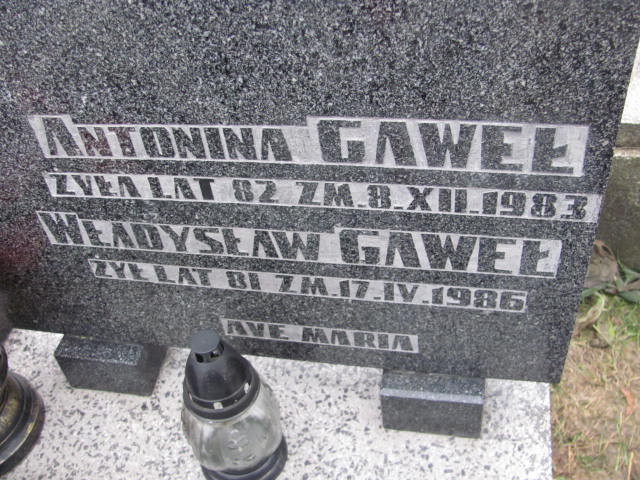 ANTONINA GAWEŁ
ŻYŁA LAT 82 ZM. 8.XII.1983
WŁADYSŁAW GAWEŁ
ŻYŁ LAT 81 ZM. 17.IV.1986
AVE MARIA